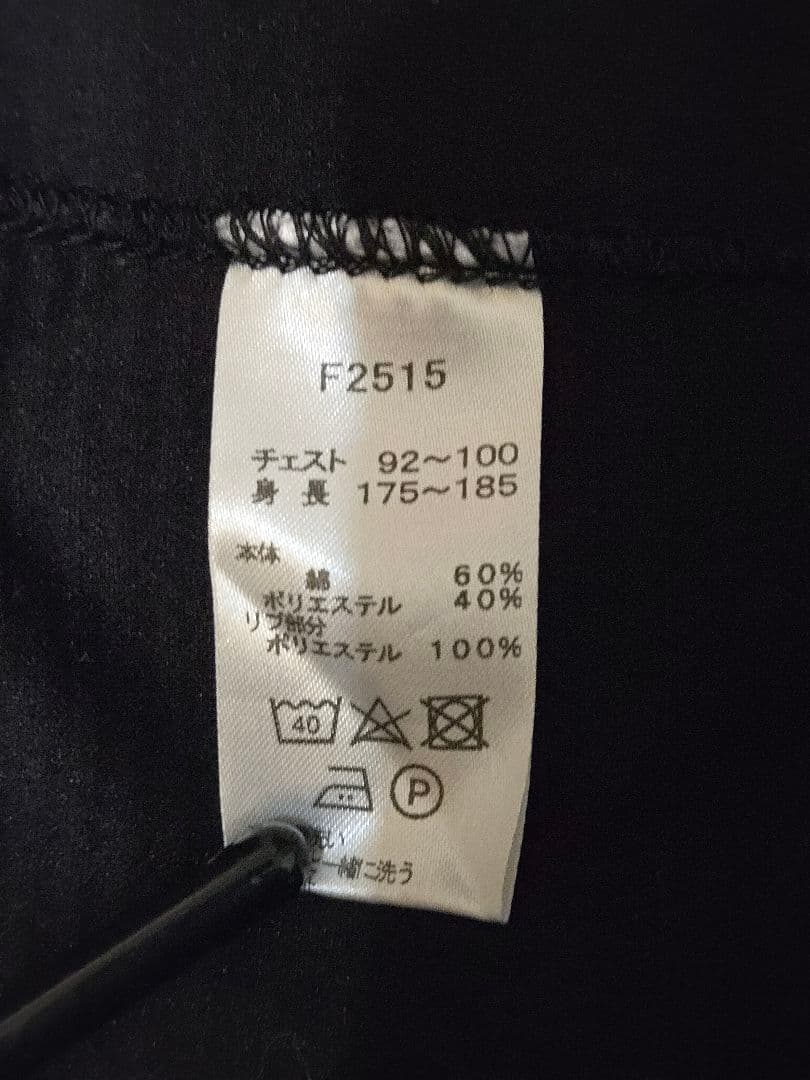 F2515
チェスト 92～100
身長 175～185
本体
綿 60%
ポリエステル 40%
リブ部分
ポリエステル 100%
40
P
洗い
一緒に洗う